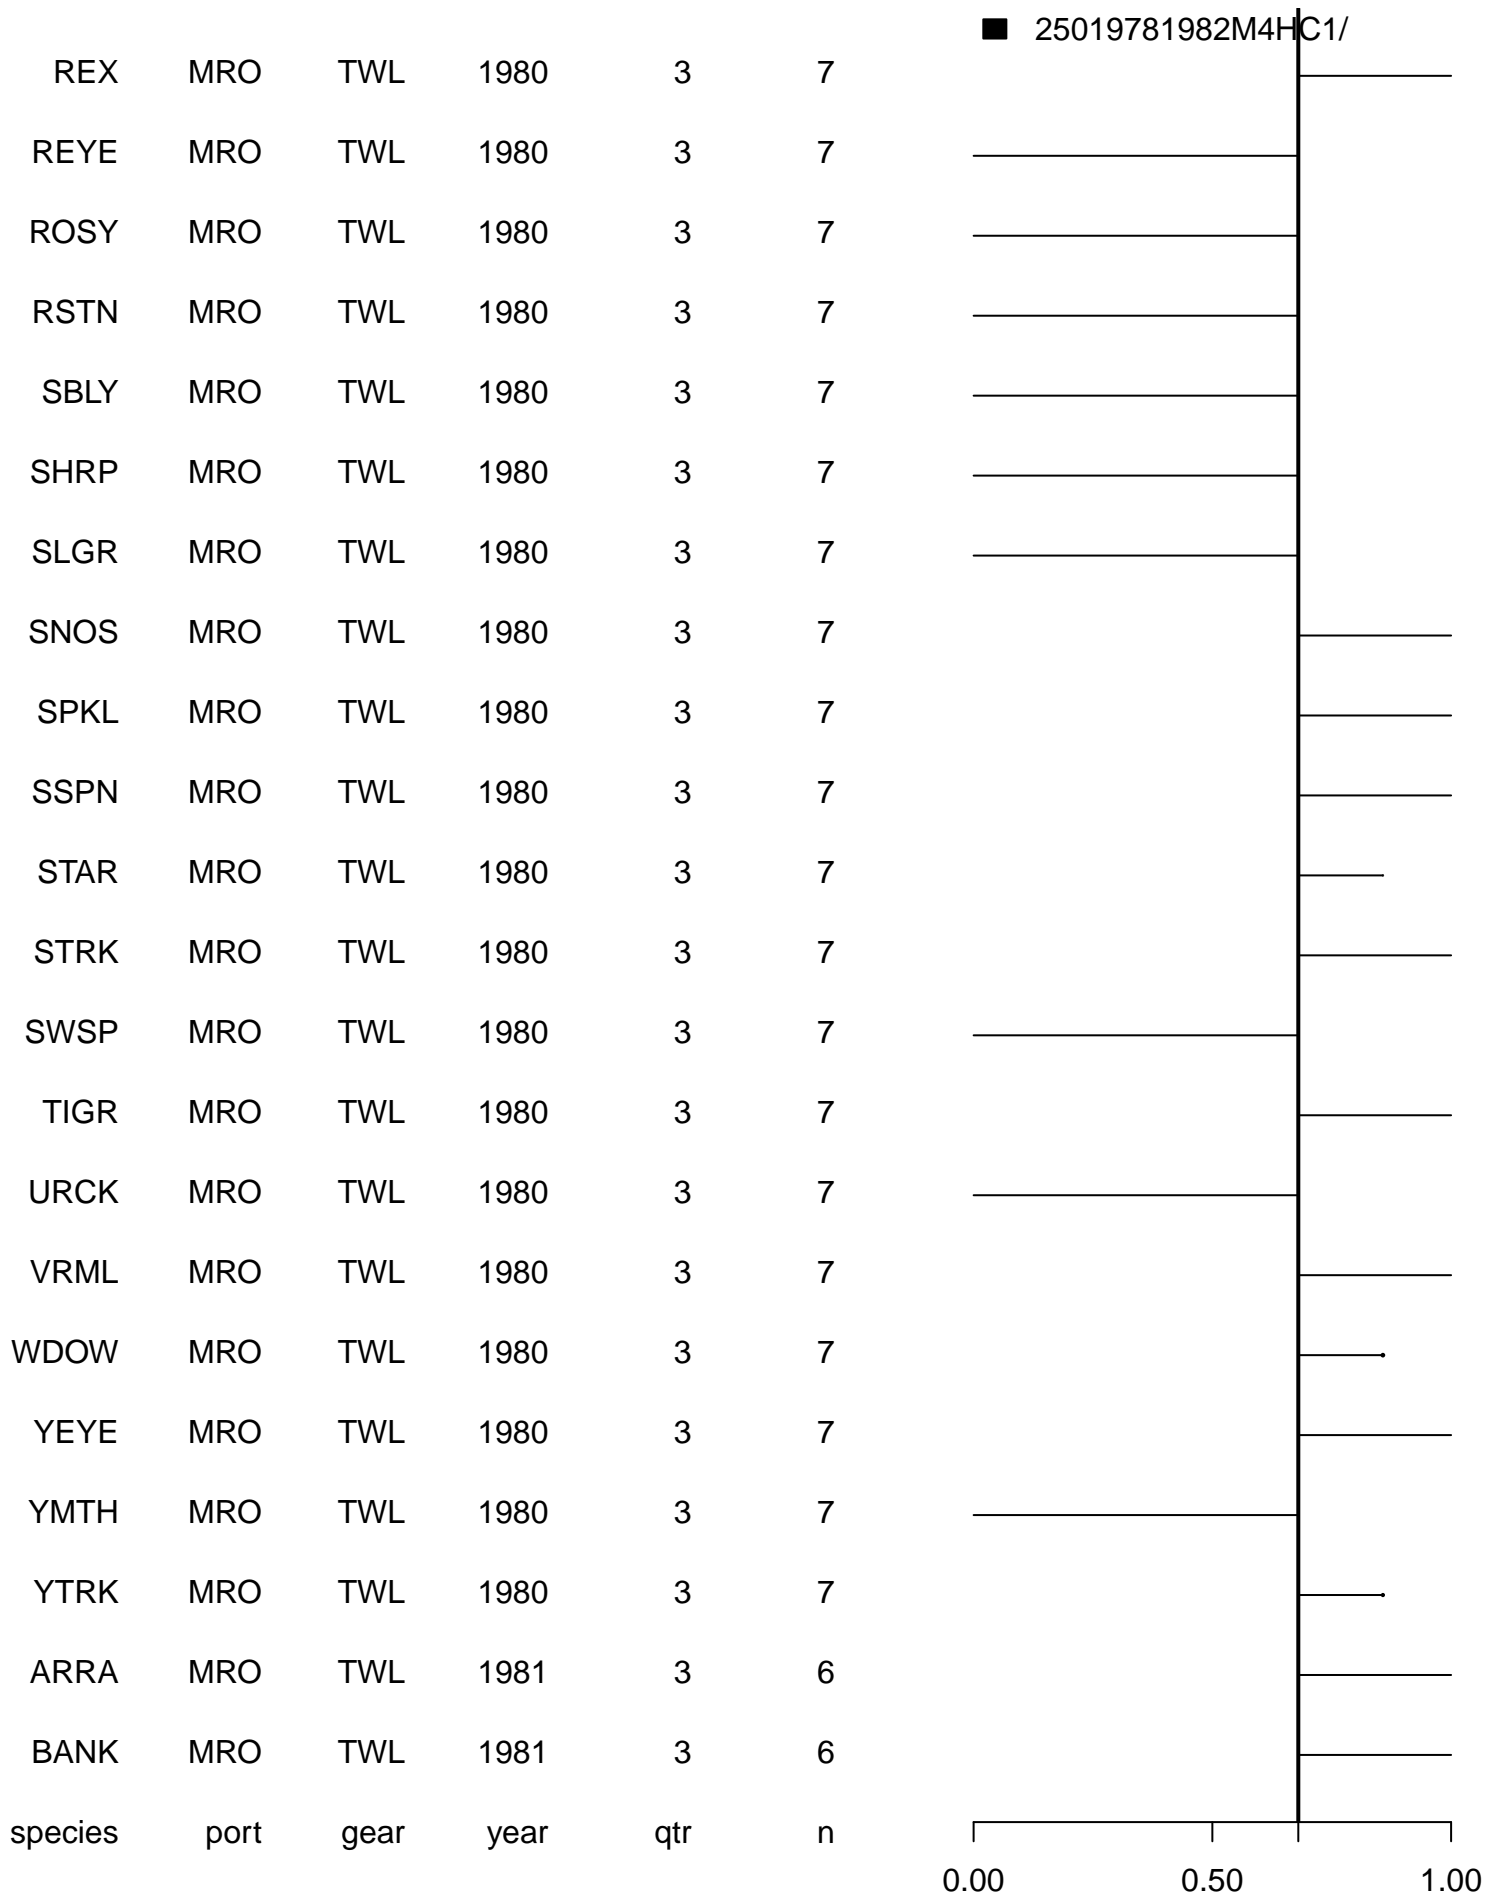 25019781982M4HC1/
REX MRO TWL 1980 3 7
REYE MRO TWL 1980 3 7
ROSY MRO TWL 1980 3 7
RSTN MRO TWL 1980 3 7
SBLY MRO TWL 1980 3 7
SHRP MRO TWL 1980 3 7
SLGR MRO TWL 1980 3 7
SNOS MRO TWL 1980 3 7
SPKL MRO TWL 1980 3 7
SSPN MRO TWL 1980 3 7
STAR MRO TWL 1980 3 7
STRK MRO TWL 1980 3 7
SWSP MRO TWL 1980 3 7
TIGR MRO TWL 1980 3 7
URCK MRO TWL 1980 3 7
VRML MRO TWL 1980 3 7
WDOW MRO TWL 1980 3 7
YEYE MRO TWL 1980 3 7
YMTH MRO TWL 1980 3 7
YTRK MRO TWL 1980 3 7
ARRA MRO TWL 1981 3 6
BANK MRO TWL 1981 3 6
species port gear year qtr n
0.00 0.50 1.00